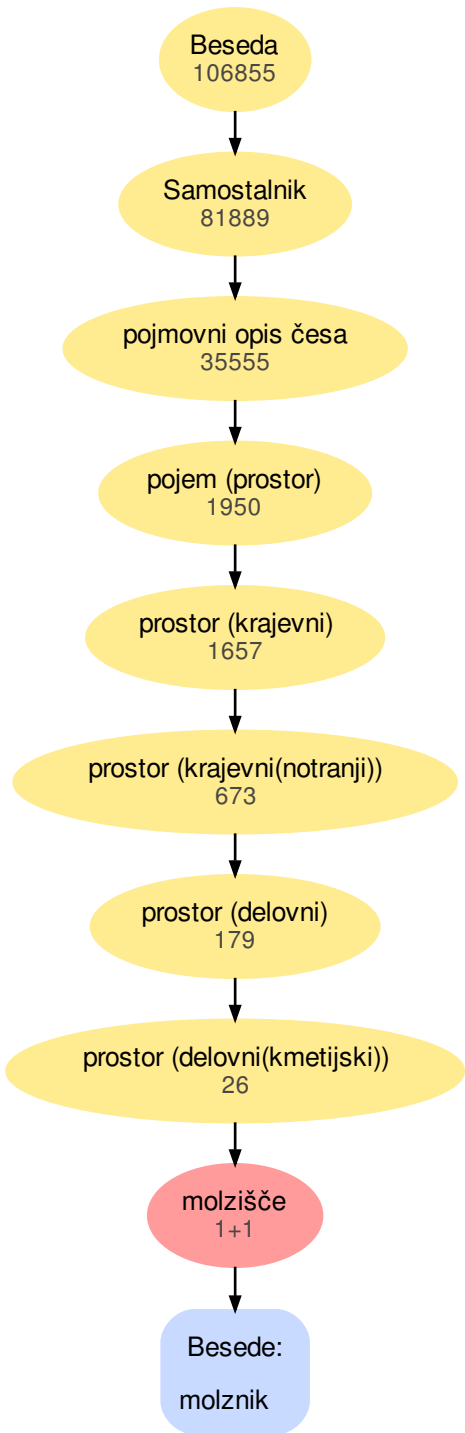 Beseda
106855
Samostalnik
81889
pojmovni opis česa
35555
pojem (prostor)
1950
prostor (krajevni)
1657
prostor (krajevni(notranji))
673
prostor (delovni)
179
prostor (delovni(kmetijski))
26
molzišče
1+1
Besede:
molznik